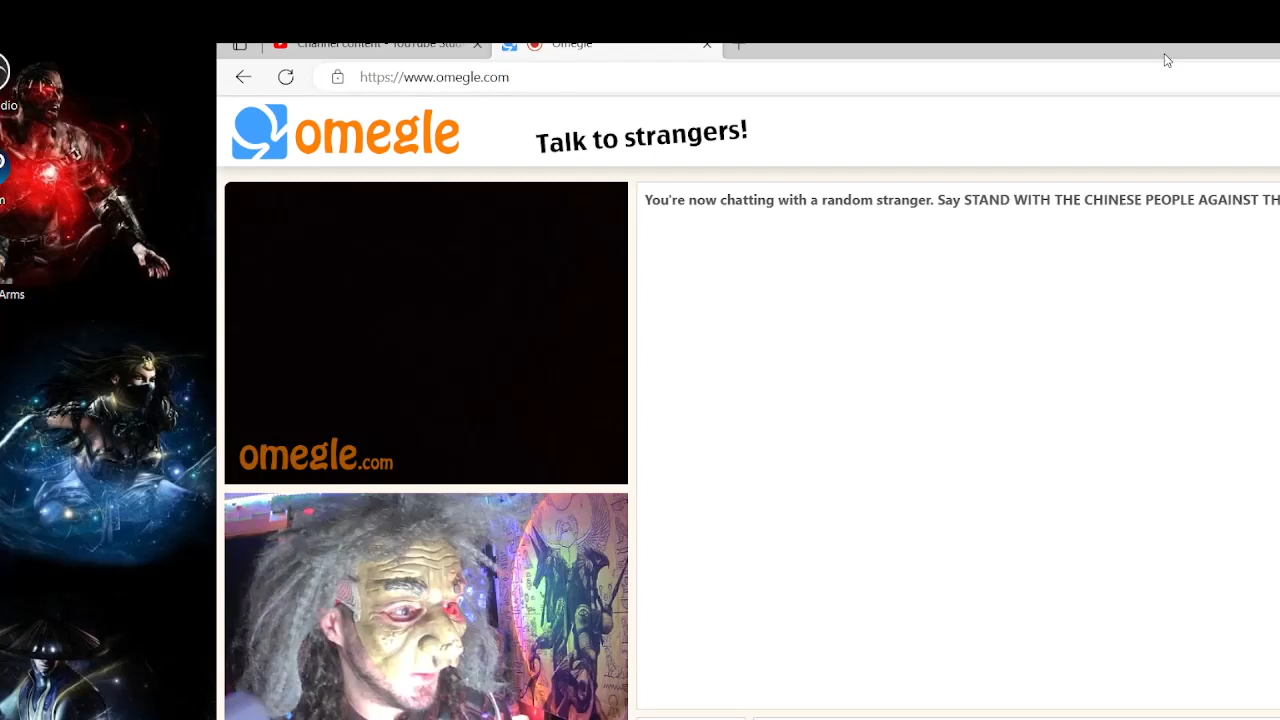 Channel content - YouTube Stud
Omegle
https://www.omegle.com
dio
omegle
Talk to strangers!
You're now chatting with a random stranger. Say STAND WITH THE CHINESE PEOPLE AGAINST TH
m
Arms
omegle.com